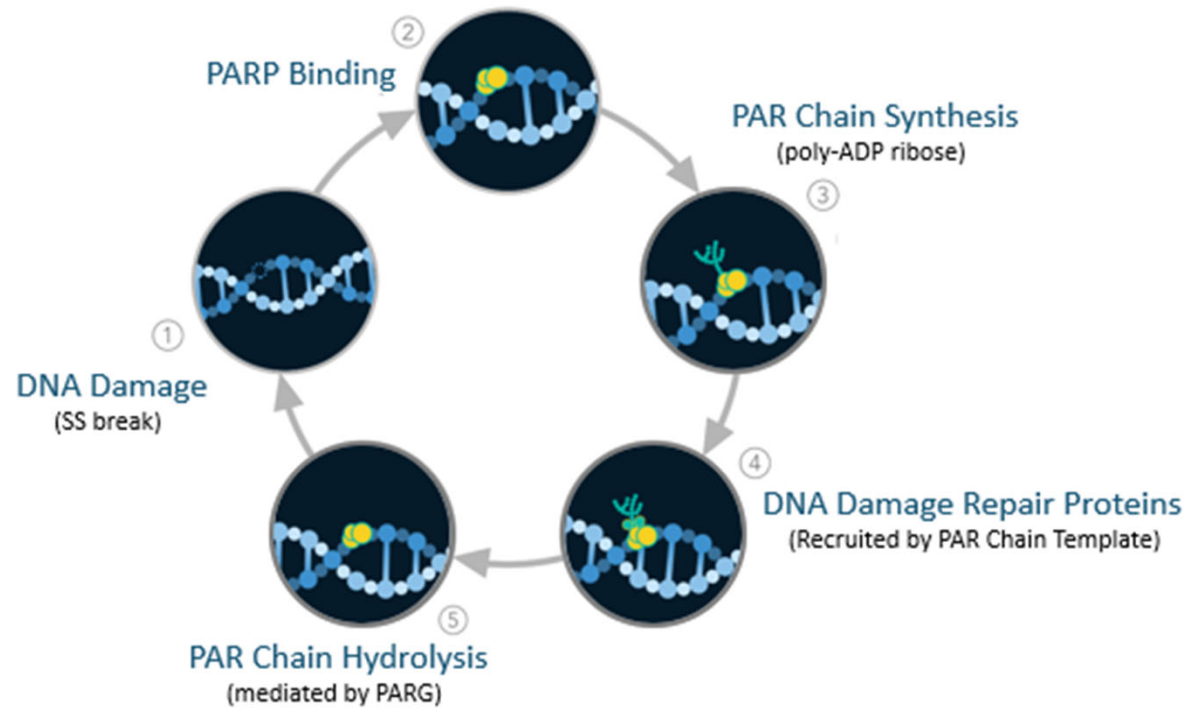 ①
DNA Damage
(SS break)
②
PARP Binding
③
PAR Chain Synthesis
(poly-ADP ribose)
④
DNA Damage Repair Proteins
(Recruited by PAR Chain Template)
⑤
PAR Chain Hydrolysis
(mediated by PARG)